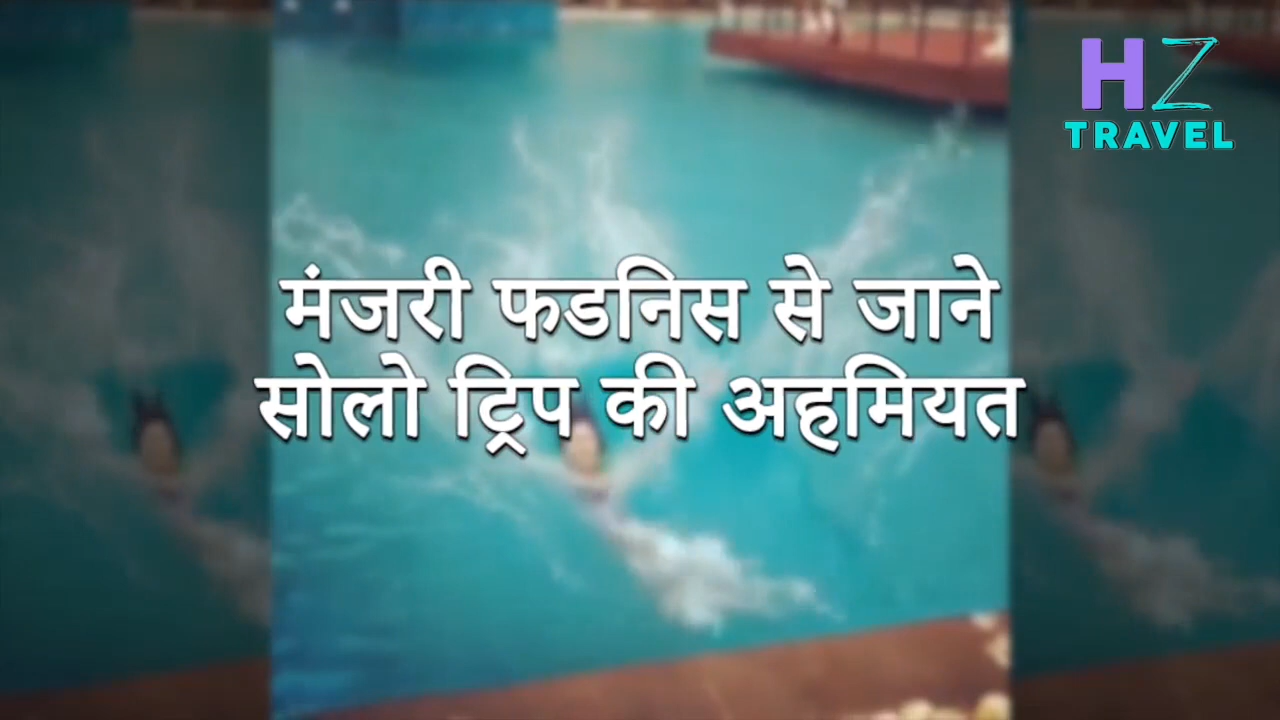 HZ
TRAVEL
मंजरी फडनिस से जाने
सोलो ट्रिप की अहमियत